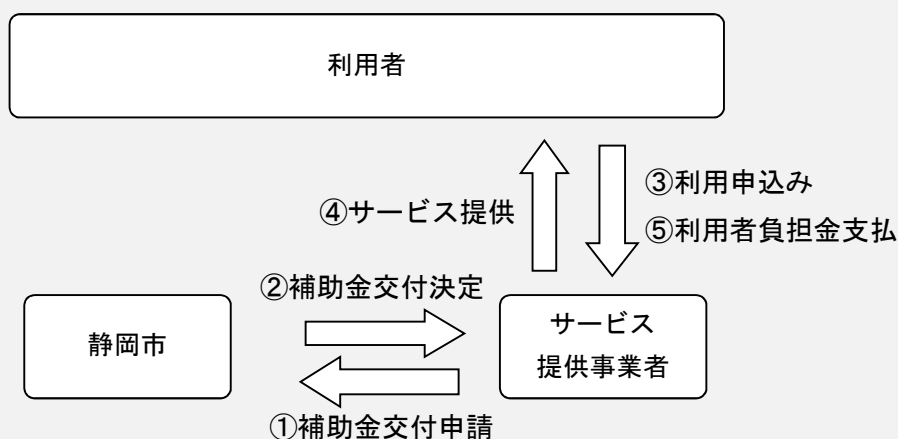 利用者
③利用申込み
④サービス提供
⑤利用者負担金支払
②補助金交付決定
静岡市
サービス
提供事業者
①補助金交付申請